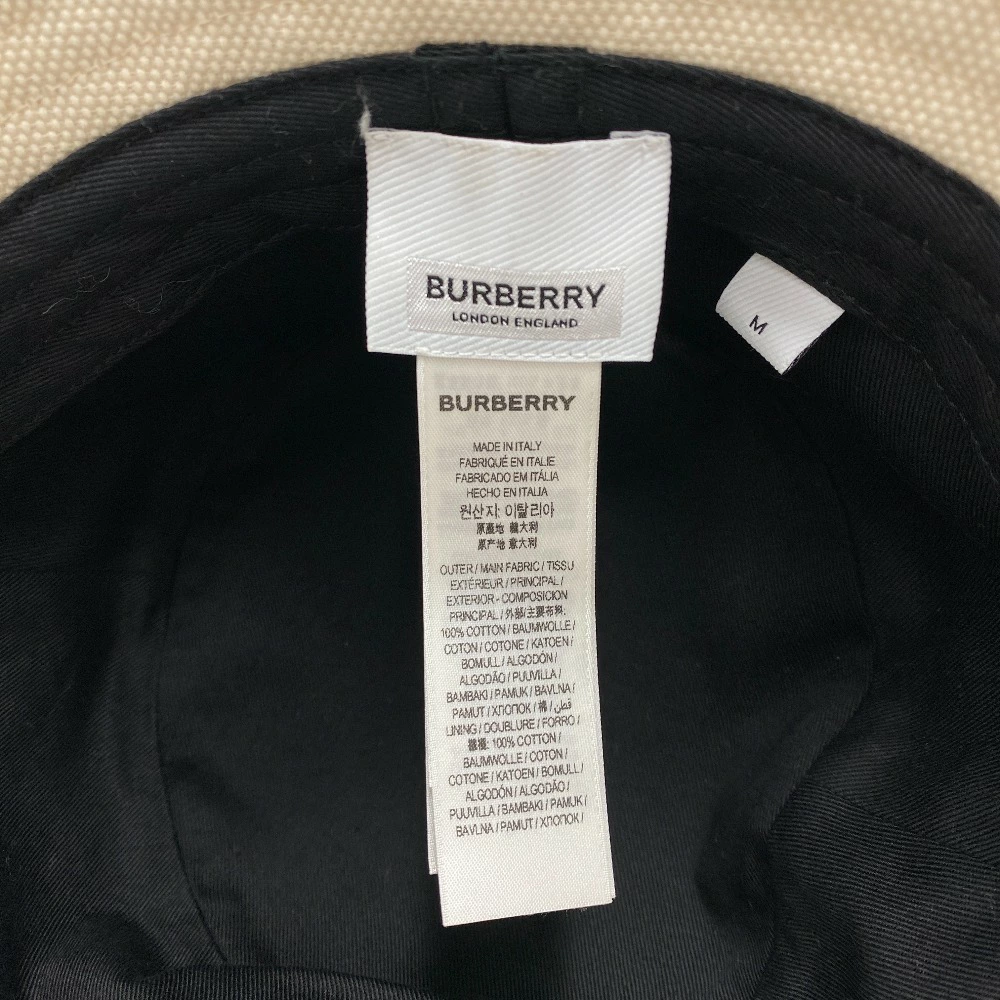 BURBERRY
LONDON ENGLAND
M
BURBERRY
MADE IN ITALY
FABRIQUÉ EN ITALIE
FABRICADO EM ITÁLIA
HECHO EN ITALIA
원산지: 이탈리아
原產地 義大利
原产地 意大利
OUTER / MAIN FABRIC / TISSU
EXTÉRIEUR / PRINCIPAL /
EXTERIOR - COMPOSICION
PRINCIPAL / 外部/主要布料:
100% COTTON / BAUMWOLLE /
COTON / COTONE / KATOEN /
BOMULL / ALGODÓN /
ALGODÃO / PUUVILLA /
BAMBAKI / PAMUK / BAVLNA /
PAMUT / ХЛОПОК / 棉 / قطن /
LINING / DOUBLURE / FORRO /
100% COTTON /
BAUMWOLLE / COTON /
COTONE / KATOEN / BOMULL /
ALGODÓN / ALGODÃO /
PUUVILLA / BAMBAKI / PAMUK /
BAVLNA / PAMUT / ХЛОПОК /